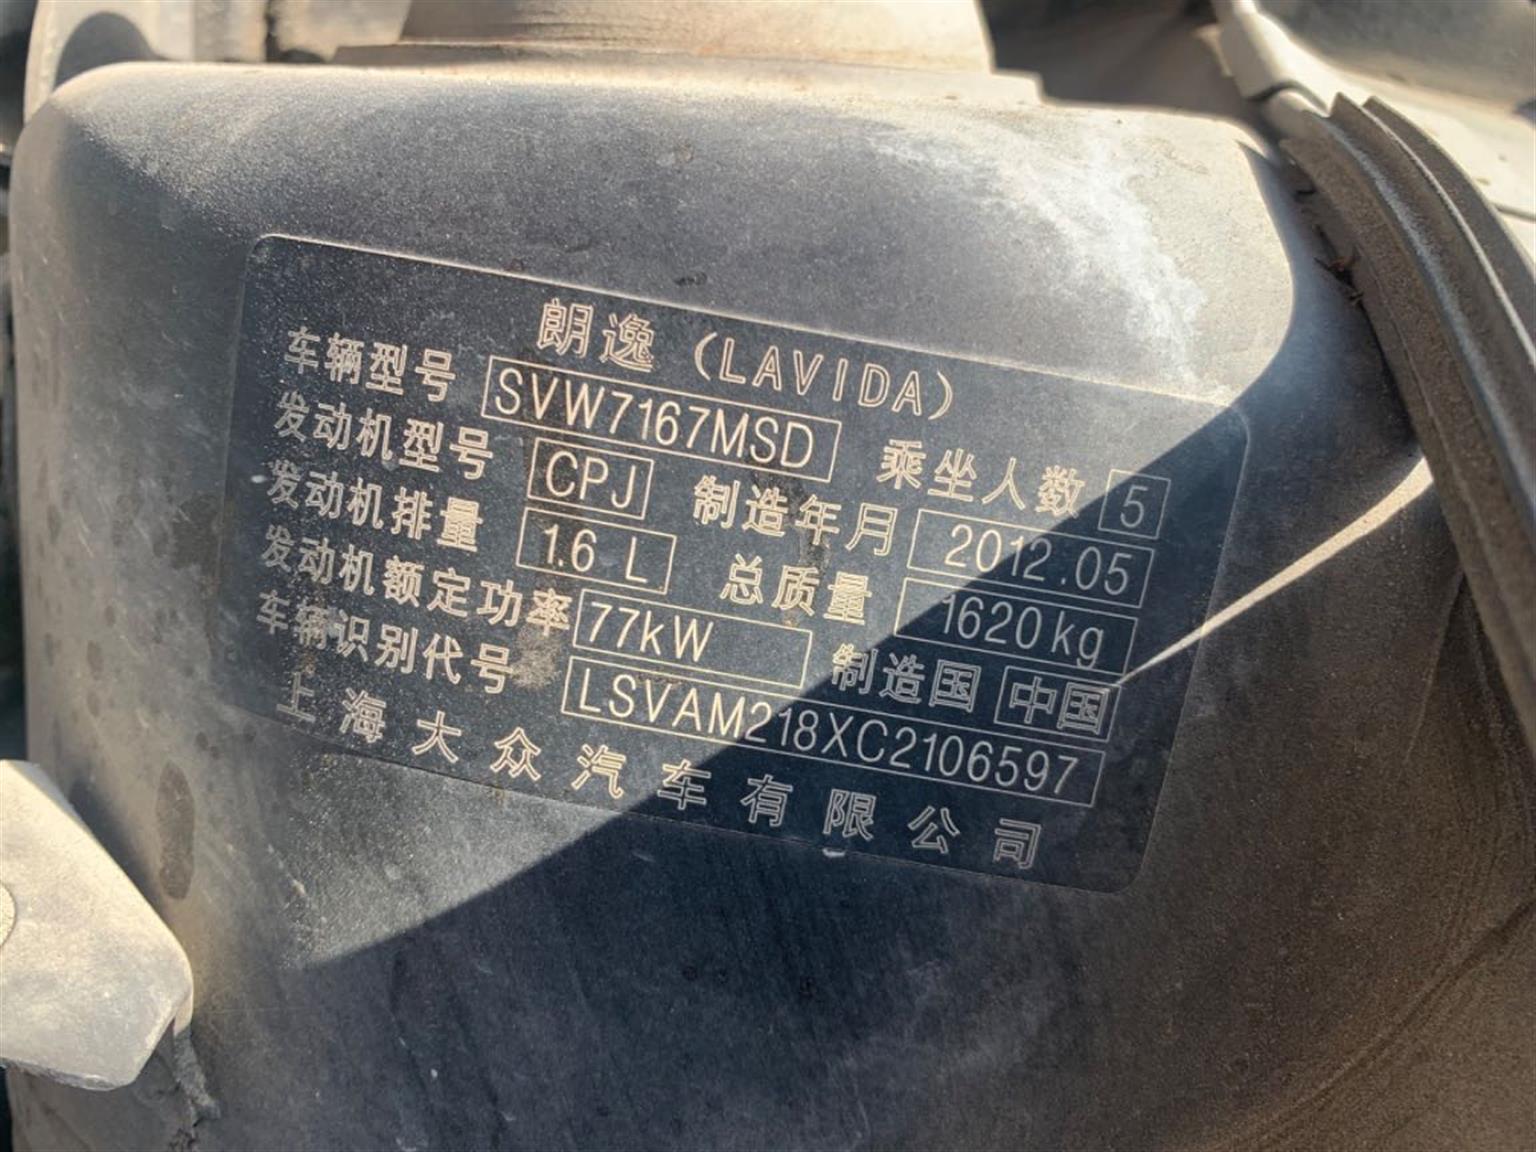 朗逸（LAVIDA）
车辆型号 SVW7167MSD 乘坐人数 5
发动机型号 CPJ 制造年月 2012.05
发动机排量 1.6 L 总质量 1620kg
发动机额定功率 77kW 制造国 中国
车辆识别代号 LSVAM218XC2106597
上海大众汽车有限公司